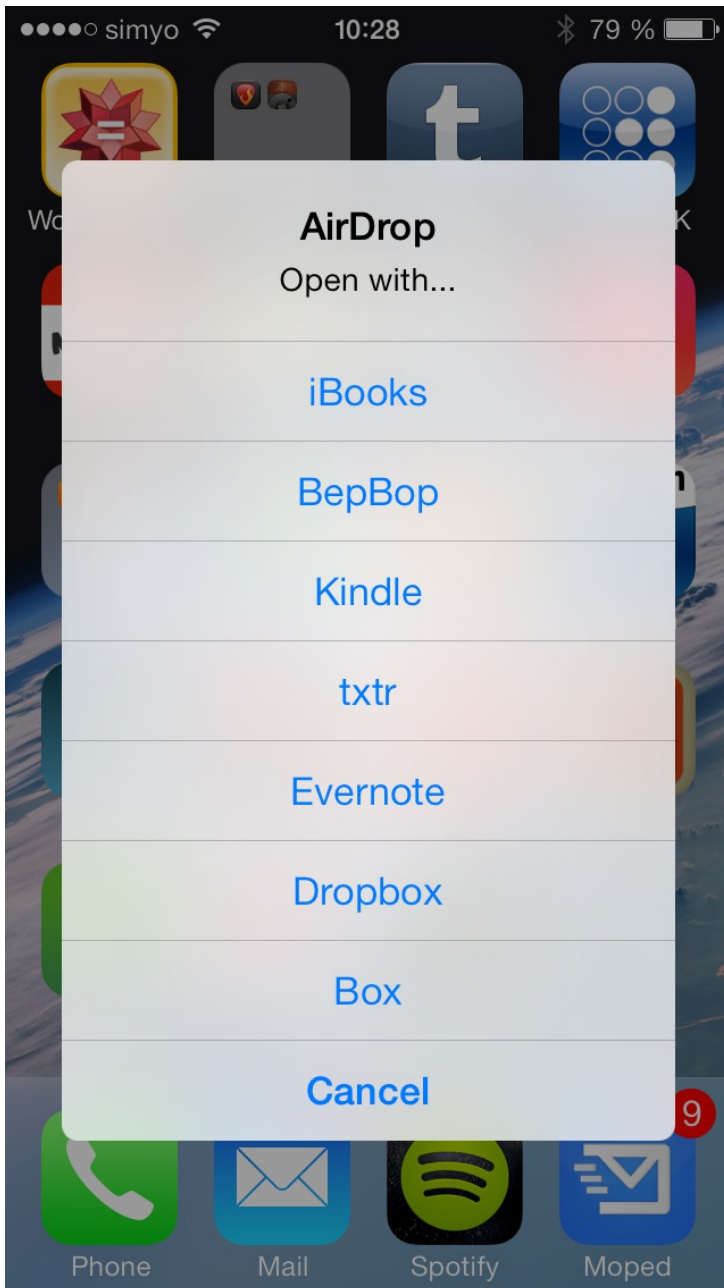 simyo 10:28 79 %
AirDrop
Open with...
iBooks
BepBop
Kindle
txtr
Evernote
Dropbox
Box
Cancel
9
Phone Mail Spotify Moped